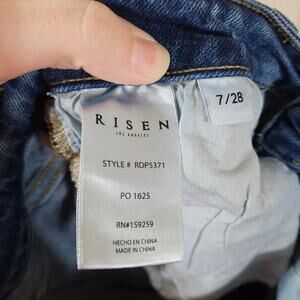 RISEN
LOS ANGELES
7/28
STYLE # RDP5371
PO 1625
RN#159259
HECHO EN CHINA
MADE IN CHINA